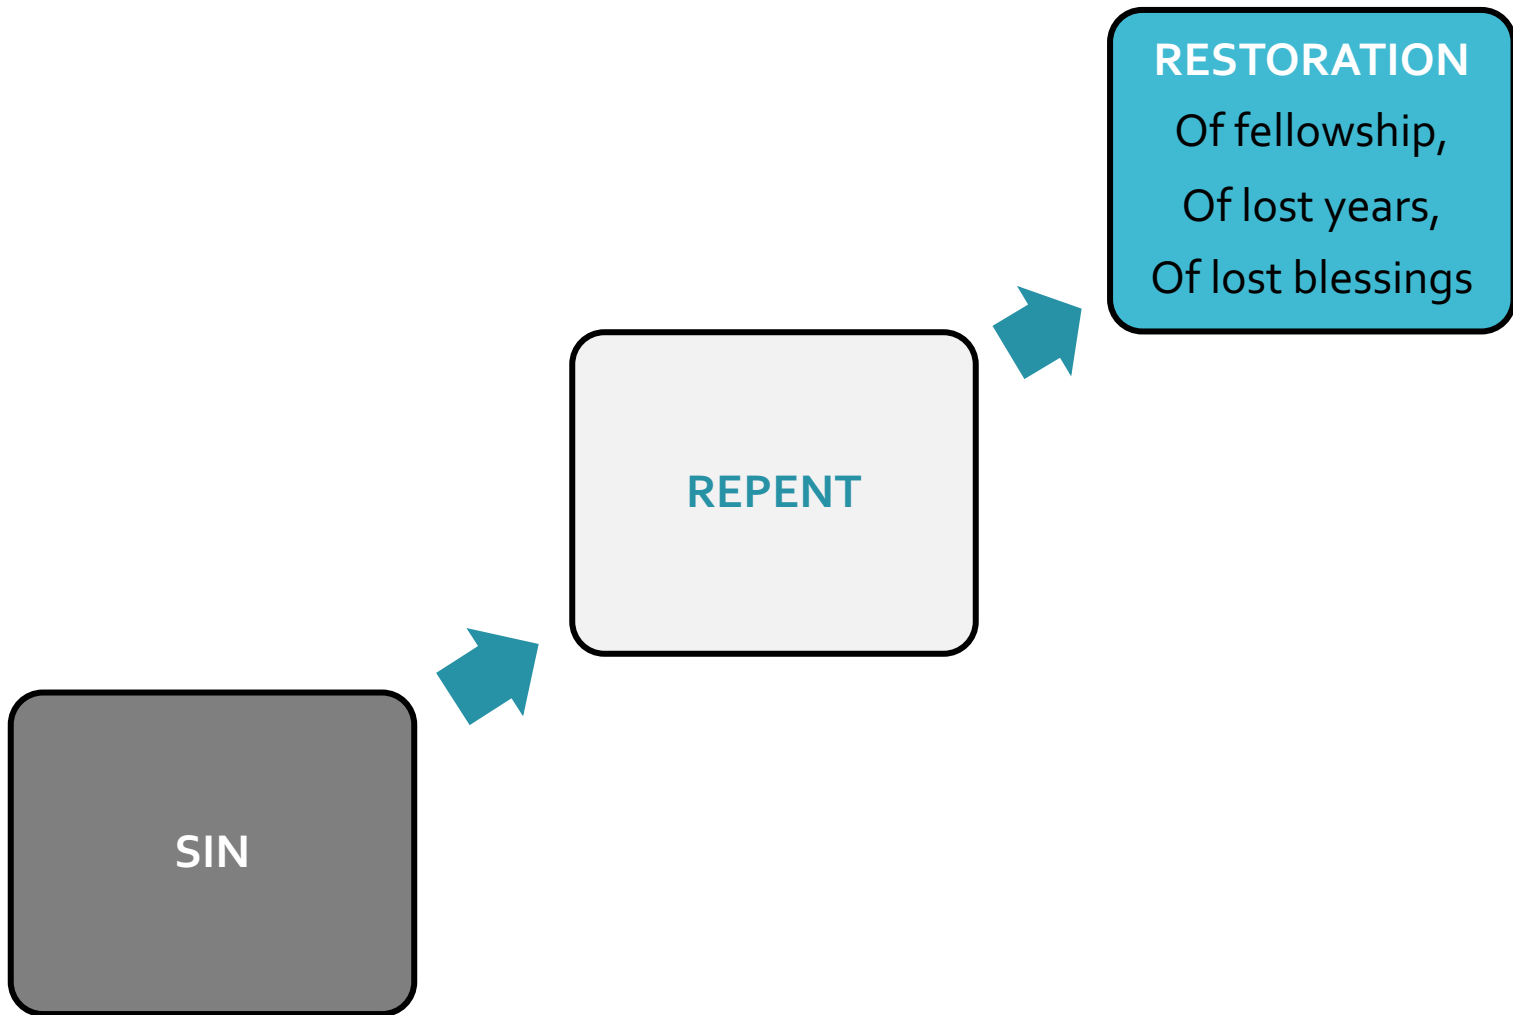 RESTORATION
Of fellowship,
Of lost years,
Of lost blessings
REPENT
SIN